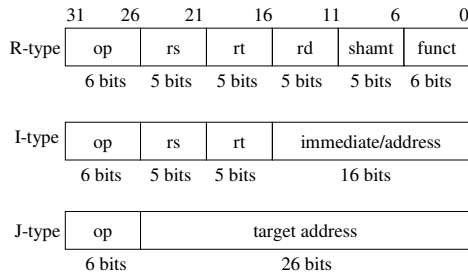 31 26 21 16 11 6 0
R-type op rs rt rd shamt funct
6 bits 5 bits 5 bits 5 bits 5 bits 6 bits
I-type op rs rt immediate/address
6 bits 5 bits 5 bits 16 bits
J-type op target address
6 bits 26 bits